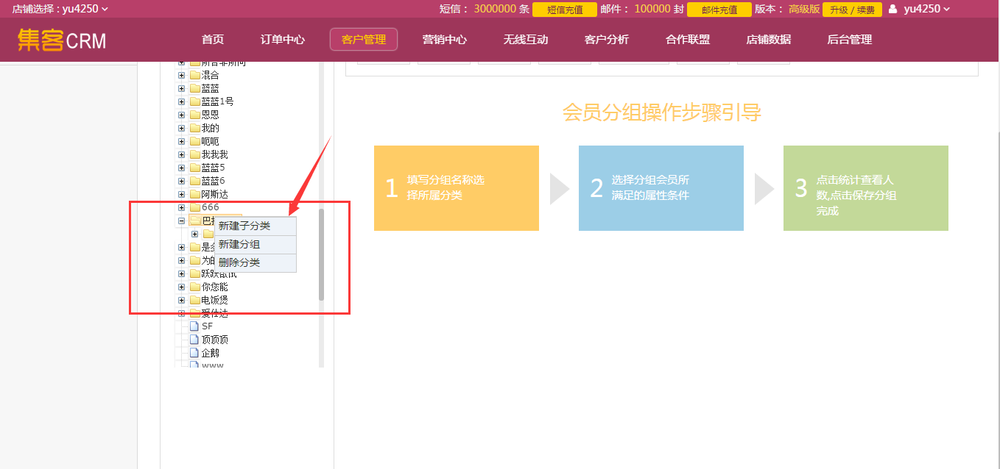 店铺选择 : yu4250
短信： 3000000 条 短信充值 邮件： 100000 封 邮件充值 版本： 高级版 升级 / 续费 yu4250
集客CRM
首页 订单中心 客户管理 营销中心 无线互动 客户分析 合作联盟 店铺数据 后台管理
所答非所问
混合
蓝蓝
蓝蓝1号
恩恩
我的
呃呃
我我我
蓝蓝5
蓝蓝6
阿斯达
666
巴
新建子分类
新建分组
是
为的
删除分类
跃跃欲试
你您能
电饭煲
爱仕达
SF
顶顶顶
企鹅
www
会员分组操作步骤引导
1 填写分组名称选
择所属分类
2 选择分组会员所
满足的属性条件
3 点击统计查看人
数,点击保存分组
完成